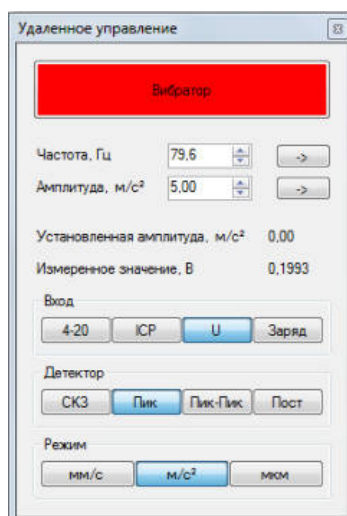 Удаленное управление
Вибратор
Частота, Гц 79,6 ->
Амплитуда, м/с² 5,00 ->
Установленная амплитуда, м/с² 0,00
Измеренное значение, В 0,1993
Вход
4-20 ICP U Заряд
Детектор
СКЗ Пик Пик-Пик Пост
Режим
мм/с м/с² мкм